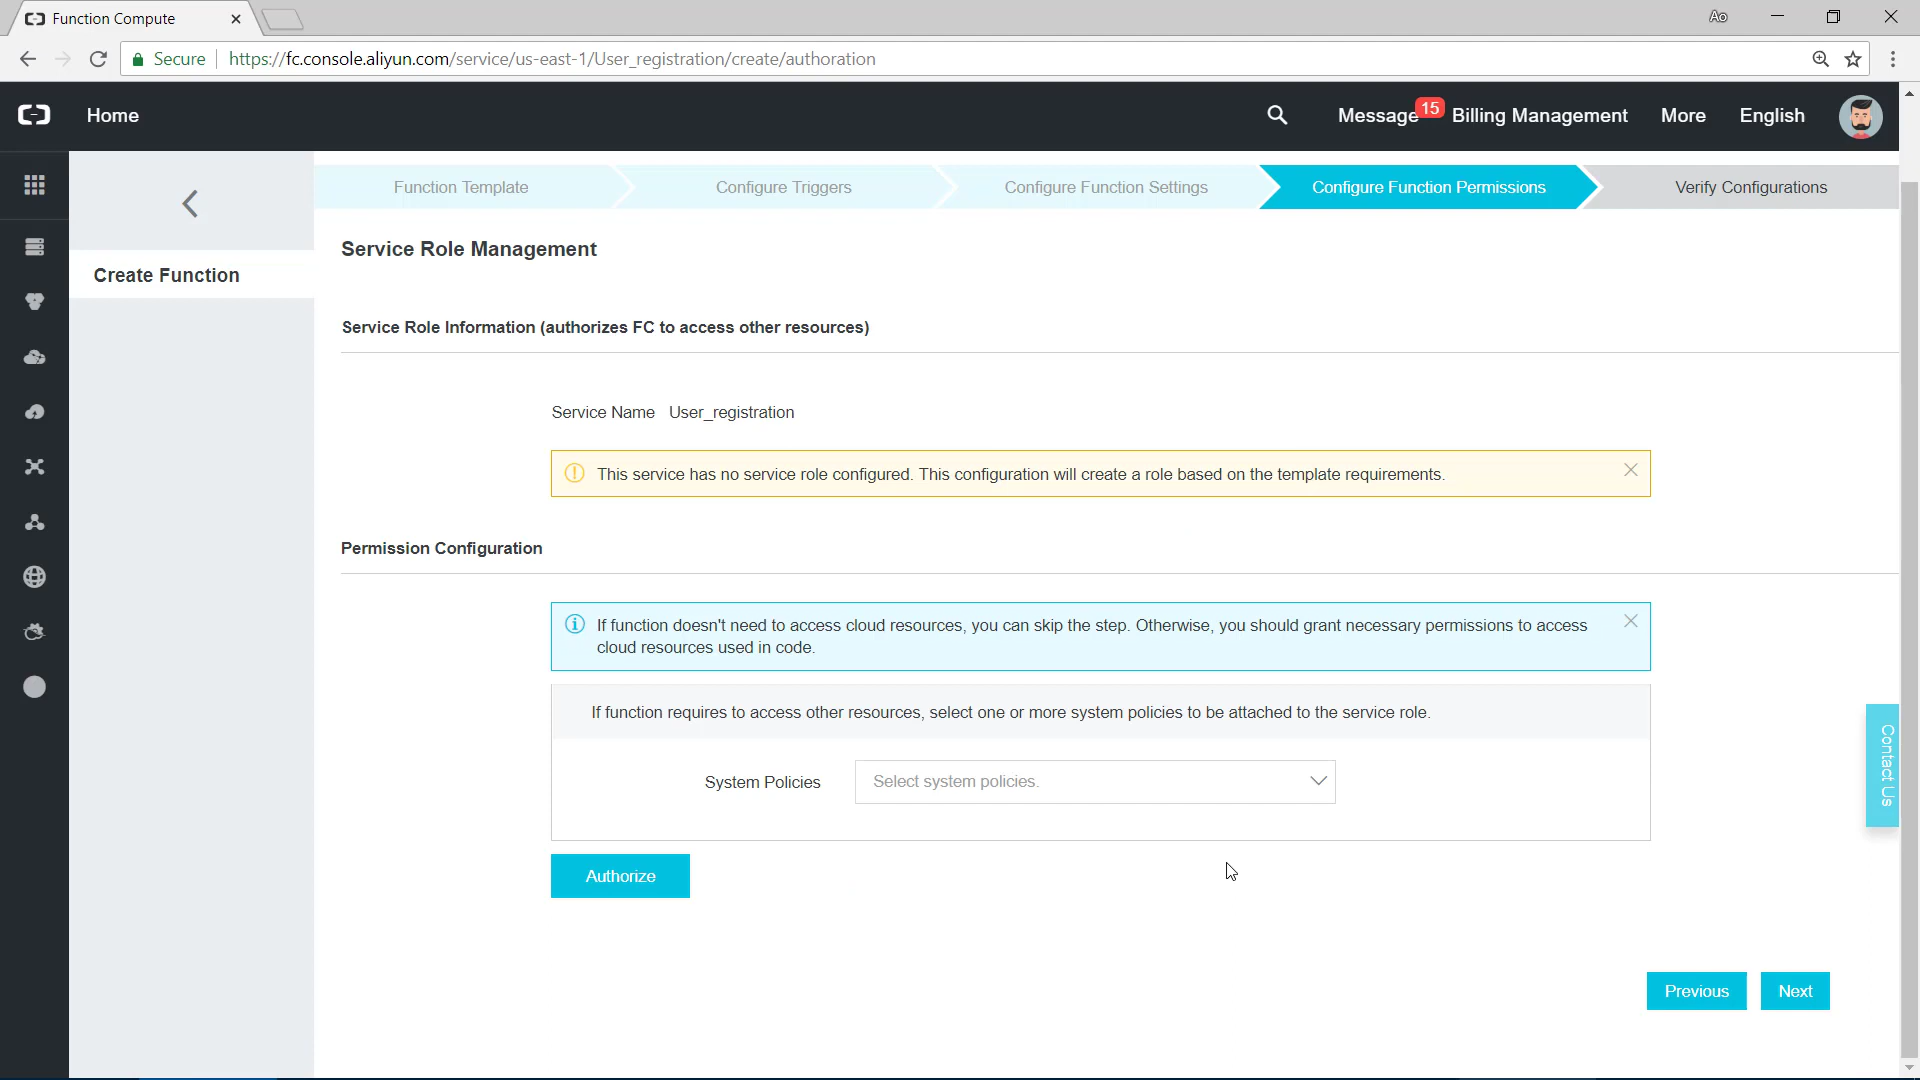 Function Compute
Ao
Secure
https://fc.console.aliyun.com/service/us-east-1/User_registration/create/authoration
Home
Message 15
Billing Management
More
English
Function Template
Configure Triggers
Configure Function Settings
Configure Function Permissions
Verify Configurations
Create Function
Service Role Management
Service Role Information (authorizes FC to access other resources)
Service Name User_registration
This service has no service role configured. This configuration will create a role based on the template requirements.
Permission Configuration
If function doesn't need to access cloud resources, you can skip the step. Otherwise, you should grant necessary permissions to access
cloud resources used in code.
If function requires to access other resources, select one or more system policies to be attached to the service role.
System Policies
Select system policies.
Contact Us
Authorize
Previous
Next